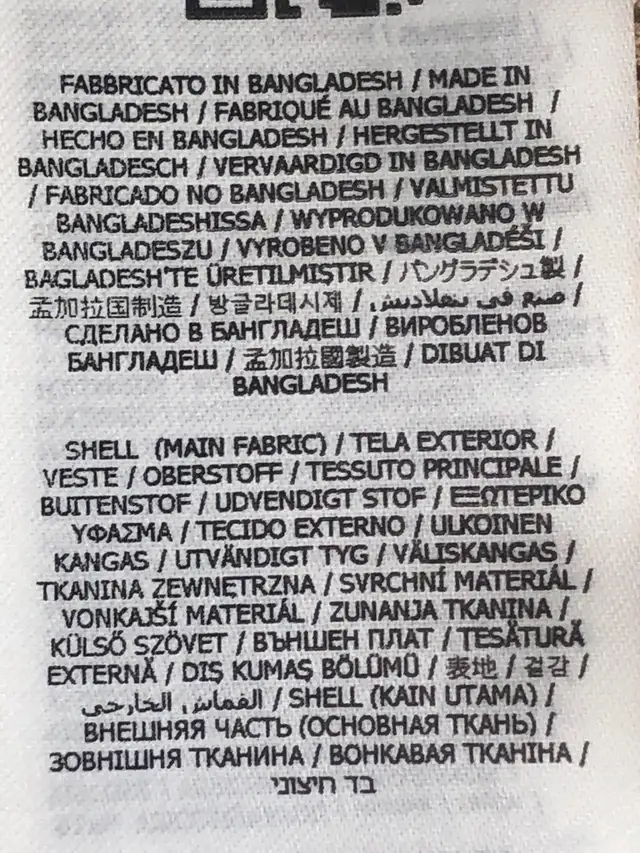 FABBRICATO IN BANGLADESH / MADE IN
BANGLADESH / FABRIQUÉ AU BANGLADESH /
HECHO EN BANGLADESH / HERGESTELLT IN
BANGLADESCH / VERVAARDIGD IN BANGLADESH
/ FABRICADO NO BANGLADESH / VALMISTETTU
BANGLADESHISSA / WYPRODUKOWANO W
BANGLADESZU / VYROBENO V BANGLADÉŠI /
BAGLADESH'TE ÜRETILMIŞTIR / バングラデシュ製 /
孟加拉国制造 / 방글라데시제 / صنع في بنغلاديش /
СДЕЛАНО В БАНГЛАДЕШ / ВИРОБЛЕНОВ
БАНГЛАДЕШ / 孟加拉國製造 / DIBUAT DI
BANGLADESH
SHELL (MAIN FABRIC) / TELA EXTERIOR /
VESTE / OBERSTOFF / TESSUTO PRINCIPALE /
BUITENSTOF / UDVENDIGT STOF / ΕΞΩΤΕΡΙΚΟ
ΥΦΑΣΜΑ / TECIDO EXTERNO / ULKOINEN
KANGAS / UTVÄNDIGT TYG / VÄLISKANGAS /
TKANINA ZEWNĘTRZNA / SVRCHNÍ MATERIÁL /
VONKAJŠÍ MATERIÁL / ZUNANJA TKANINA /
KÜLSŐ SZÖVET / ВЪНШЕН ПЛАТ / TESĂTURĂ
EXTERNĂ / DIŞ KUMAŞ BÖLÜMÜ / 表地 / 겉감 /
القماش الخارجي / SHELL (KAIN UTAMA) /
ВНЕШНЯЯ ЧАСТЬ (ОСНОВНАЯ ТКАНЬ) /
ЗОВНІШНЯ ТКАНИНА / ВОНКАВАЯ ТКАНІНА /
בד חיצוני